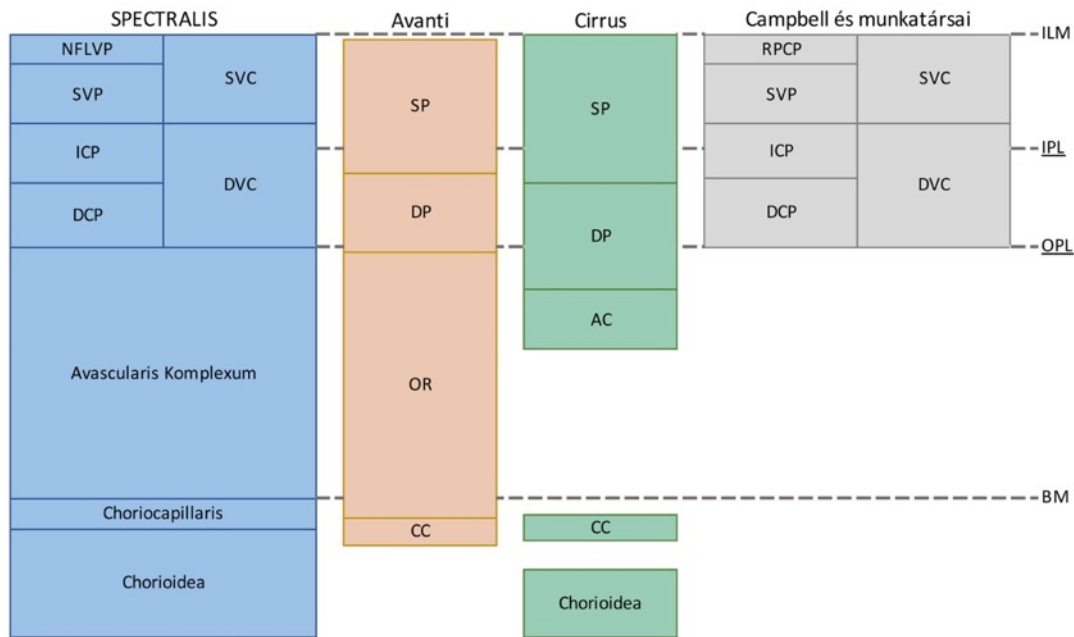 SPECTRALIS
Avanti
Cirrus
Campbell és munkatársai
NFLVP
SVP
SVC
ICP
DCP
DVC
Avascularis Komplexum
Choriocapillaris
Chorioidea
SP
DP
OR
CC
SP
DP
AC
CC
Chorioidea
RPCP
SVP
SVC
ICP
DCP
DVC
ILM
IPL
OPL
BM